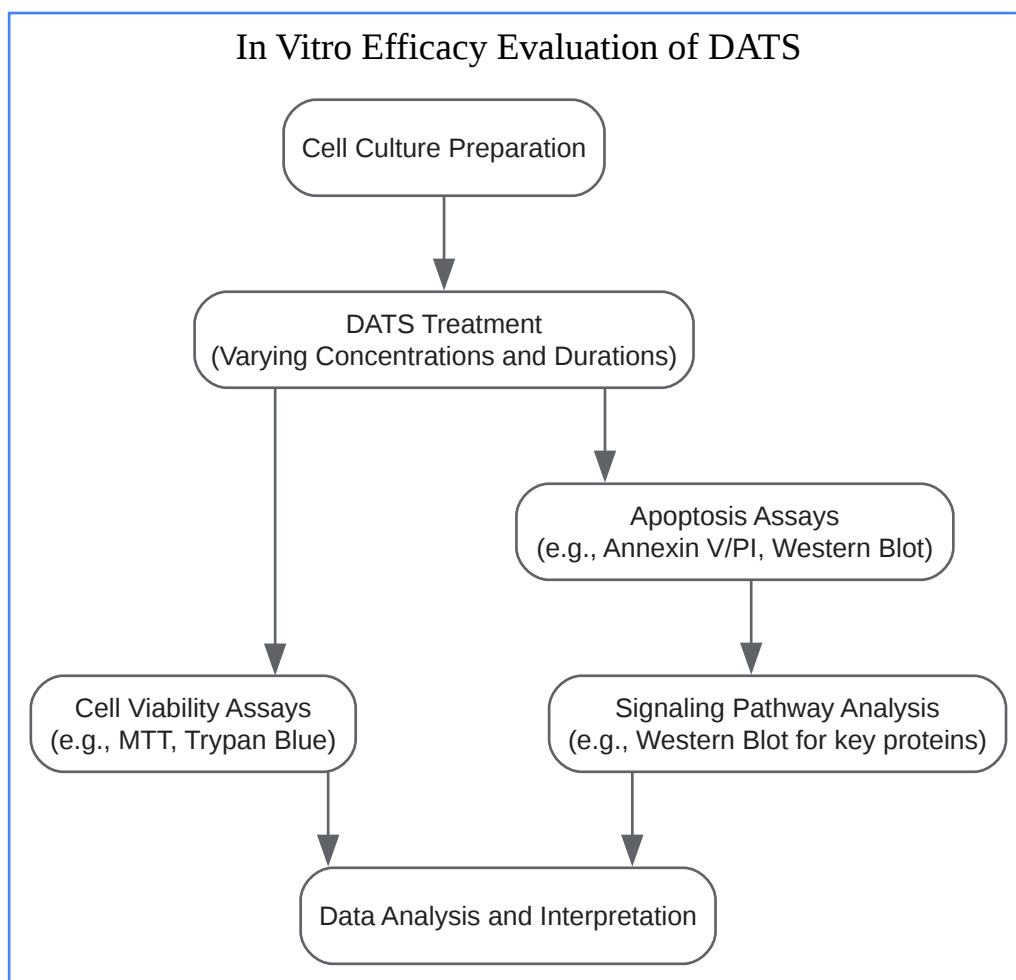 In Vitro Efficacy Evaluation of DATS
Cell Culture Preparation
DATS Treatment
(Varying Concentrations and Durations)
Apoptosis Assays
(e.g., Annexin V/PI, Western Blot)
Cell Viability Assays
(e.g., MTT, Trypan Blue)
Signaling Pathway Analysis
(e.g., Western Blot for key proteins)
Data Analysis and Interpretation